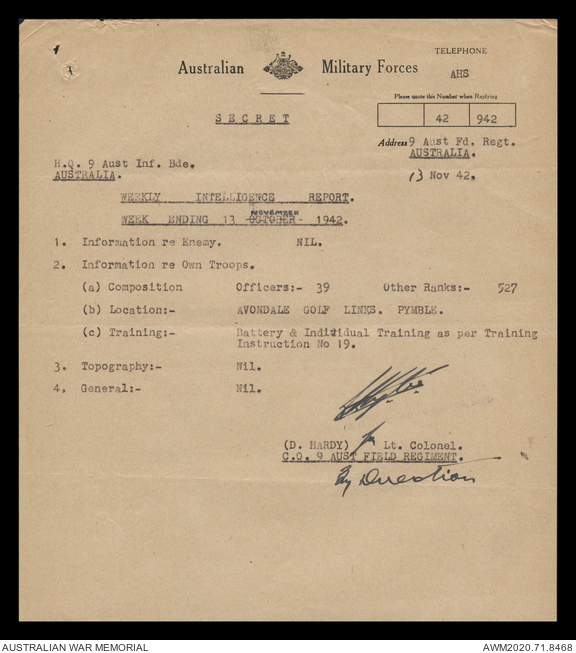 TELEPHONE
Australian Military Forces AHS
Please quote this Number when Replying
SECRET 42 942
Address 9 Aust Fd. Regt.
AUSTRALIA.
H.Q. 9 Aust Inf. Bde.
AUSTRALIA.
13 Nov 42.
WEEKLY INTELLIGENCE REPORT.
NOVEMBER
WEEK ENDING 13 OCTOBER 1942.
1. Information re Enemy. NIL.
2. Information re Own Troops.
(a) Composition Officers:- 39 Other Ranks:- 527
(b) Location:- AVONDALE GOLF LINKS. PYMBLE.
(c) Training:- Battery & Individual Training as per Training
Instruction No 19.
3. Topography:- Nil.
4. General:- Nil.
(D. HARDY) for Lt. Colonel.
C.O. 9 AUST FIELD REGIMENT.
By Direction
AUSTRALIAN WAR MEMORIAL AWM2020.71.8468